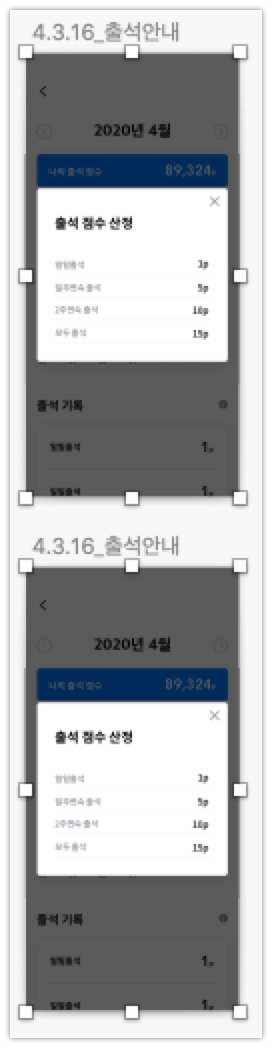 4.3.16_출석안내
2020년 4월
나의 출석 점수 89,324p
출석 점수 산정
일일출석 1p
일주연속 출석 5p
2주연속 출석 10p
모두 출석 15p
출석 기록
일일출석 1p
일일출석 1p
4.3.16_출석안내
2020년 4월
나의 출석 점수 89,324p
출석 점수 산정
일일출석 1p
일주연속 출석 5p
2주연속 출석 10p
모두 출석 15p
출석 기록
일일출석 1p
일일출석 1p